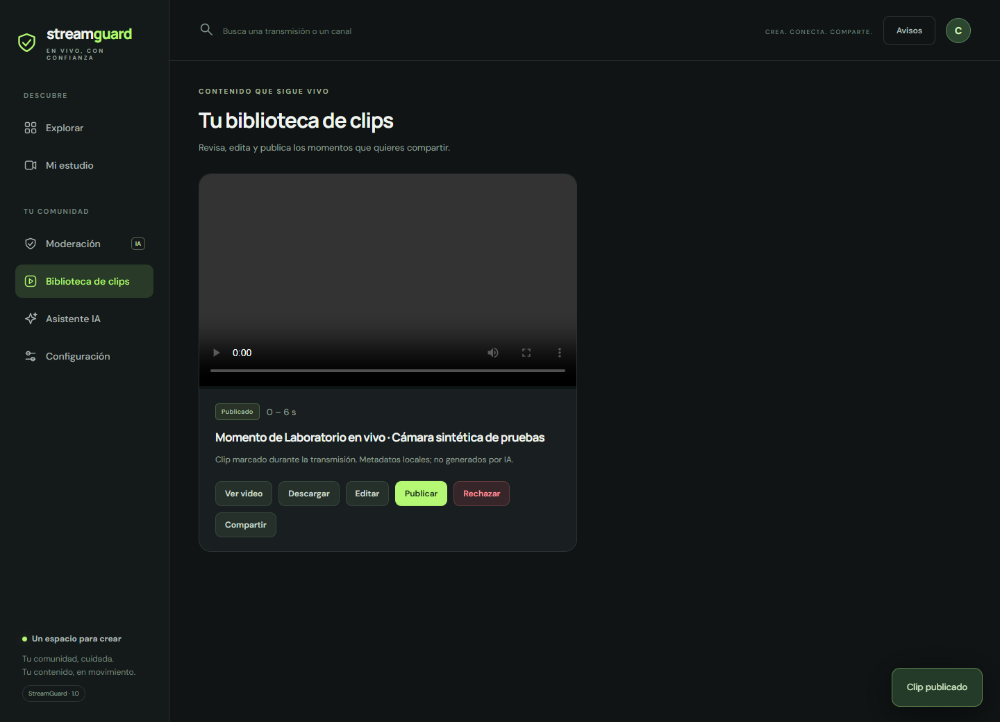 streamguard
EN VIVO, CON
CONFIANZA
DESCUBRE
Explorar
Mi estudio
TU COMUNIDAD
Moderación IA
Biblioteca de clips
Asistente IA
Configuración
Un espacio para crear
Tu comunidad, cuidada.
Tu contenido, en movimiento.
StreamGuard · 1.0
Busca una transmisión o un canal
CREA. CONECTA. COMPARTE.
Avisos
C
CONTENIDO QUE SIGUE VIVO
Tu biblioteca de clips
Revisa, edita y publica los momentos que quieres compartir.
0:00
Publicado 0 – 6 s
Momento de Laboratorio en vivo · Cámara sintética de pruebas
Clip marcado durante la transmisión. Metadatos locales; no generados por IA.
Ver video Descargar Editar Publicar Rechazar
Compartir
Clip publicado